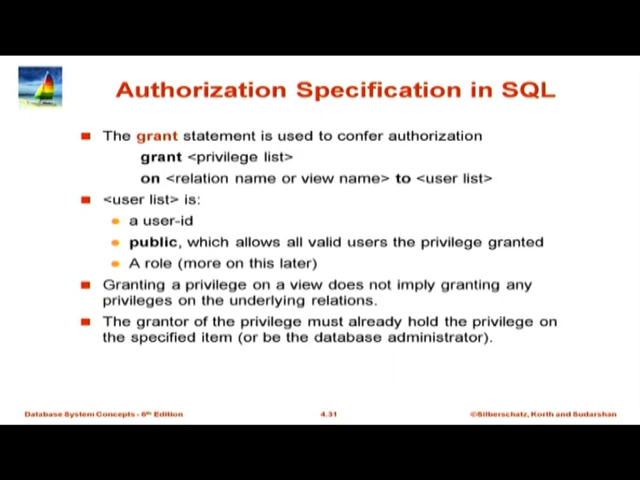 Authorization Specification in SQL
The grant statement is used to confer authorization
grant <privilege list>
on <relation name or view name> to <user list>
<user list> is:
a user-id
public, which allows all valid users the privilege granted
A role (more on this later)
Granting a privilege on a view does not imply granting any
privileges on the underlying relations.
The grantor of the privilege must already hold the privilege on
the specified item (or be the database administrator).
Database System Concepts - 6th Edition
4.31
©Silberschatz, Korth and Sudarshan